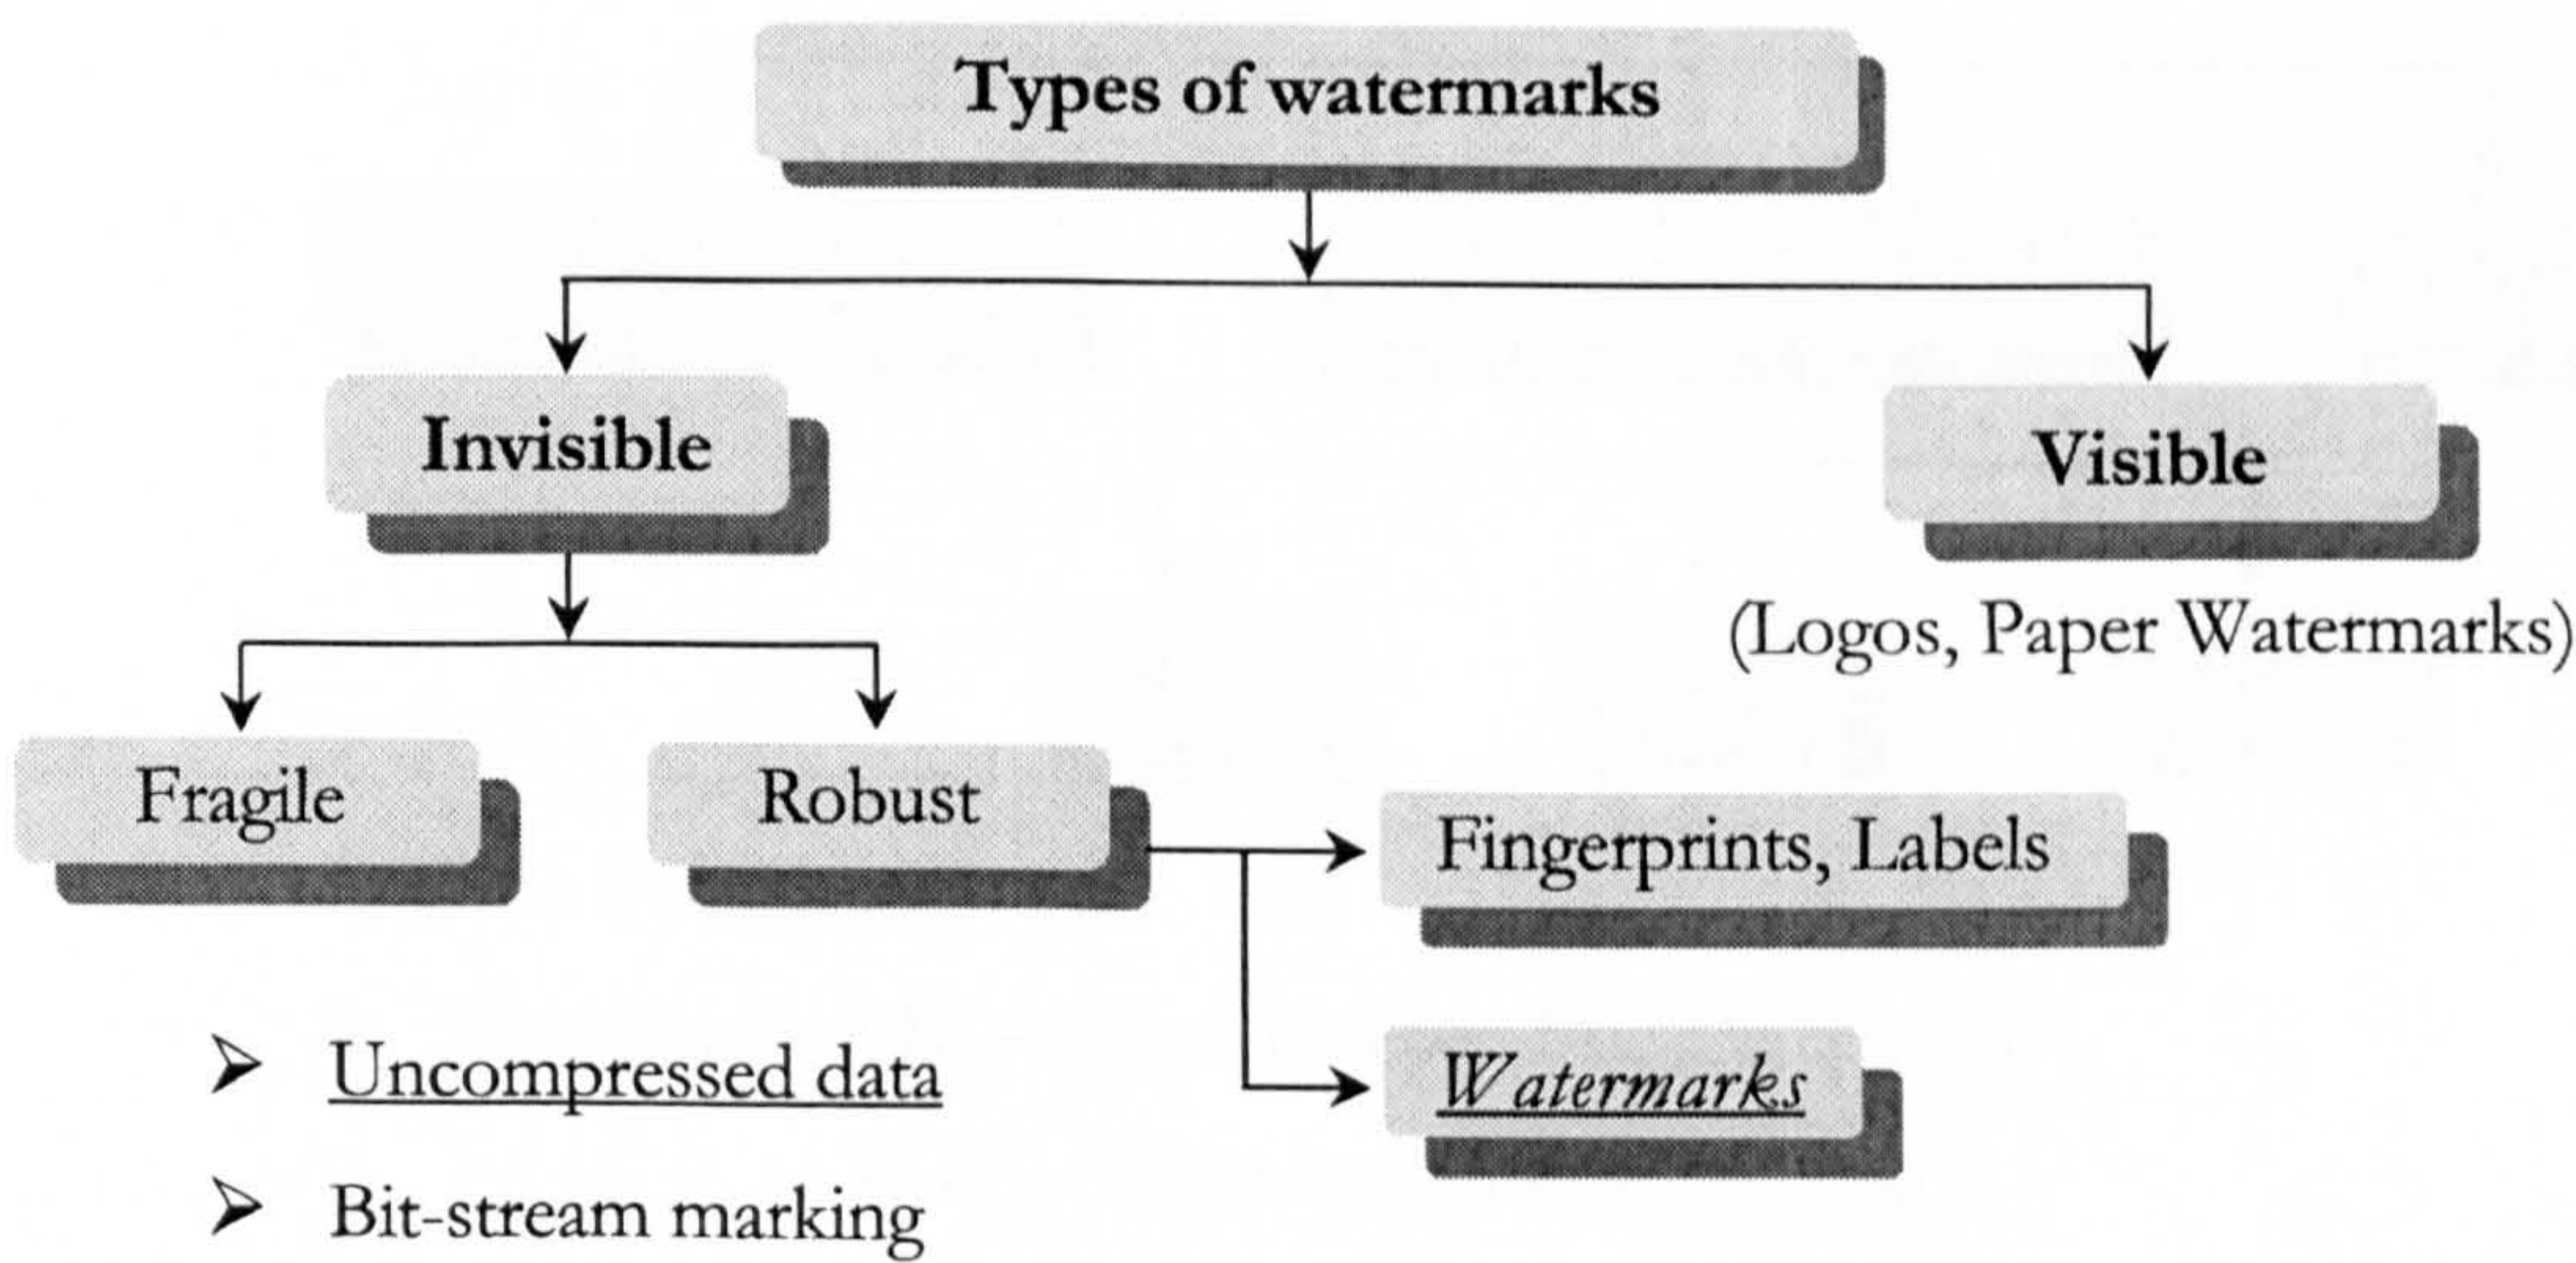 Types of watermarks
Invisible
Visible
(Logos, Paper Watermarks)
Fragile
Robust
Fingerprints, Labels
Watermarks
Uncompressed data
Bit-stream marking